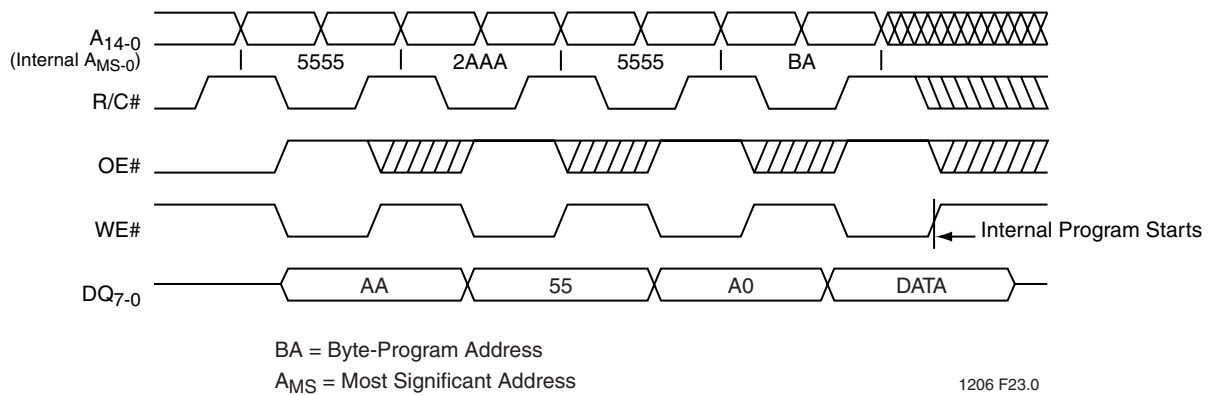 A14-0
(Internal AMS-0)
5555 2AAA 5555 BA
R/C#
OE#
WE#
Internal Program Starts
DQ7-0
AA 55 A0 DATA
BA = Byte-Program Address
AMS = Most Significant Address
1206 F23.0